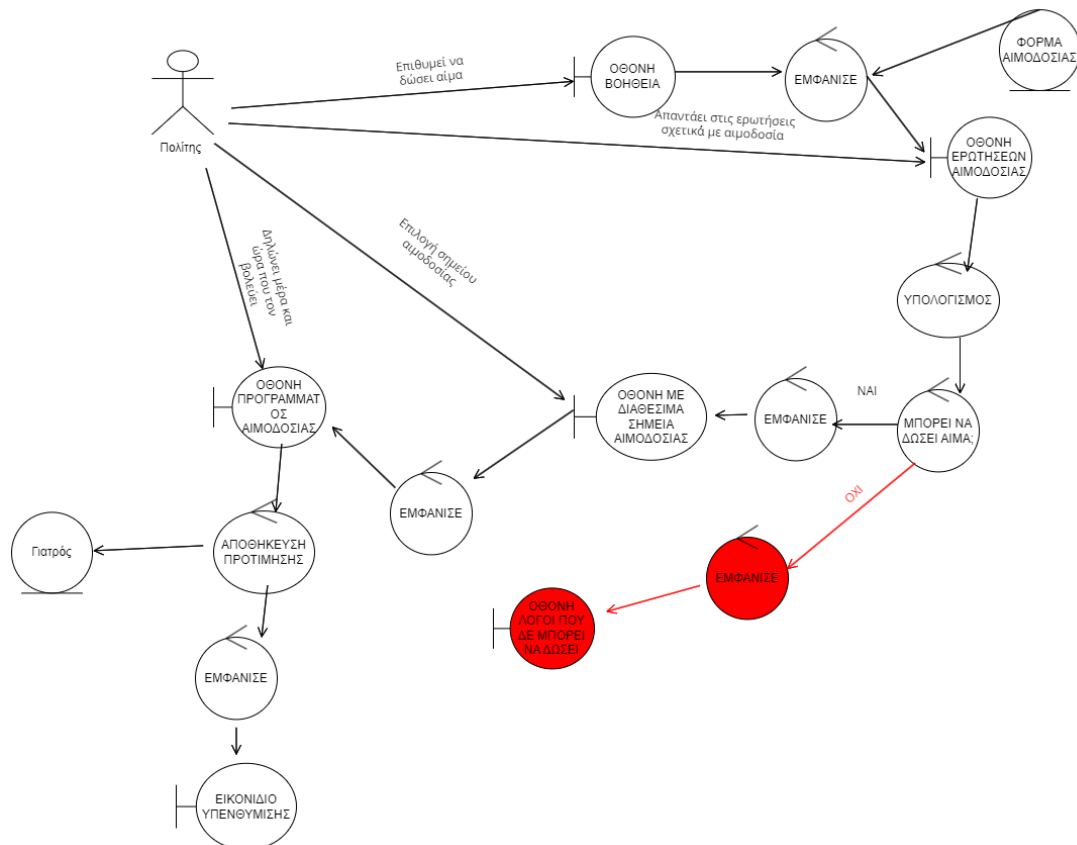 Επιθυμεί να
δώσει αίμα
ΟΘΟΝΗ
ΒΟΗΘΕΙΑ
ΕΜΦΑΝΙΣΕ
ΦΟΡΜΑ
ΑΙΜΟΔΟΣΙΑΣ
Πολίτης
Απαντάει στις ερωτήσεις
σχετικά με αιμοδοσία
ΟΘΟΝΗ
ΕΡΩΤΗΣΕΩΝ
ΑΙΜΟΔΟΣΙΑΣ
Δηλώνει μέρα και
ώρα που τον
βολεύει
Επιλογή σημείου
αιμοδοσίας
ΥΠΟΛΟΓΙΣΜΟΣ
ΟΘΟΝΗ
ΠΡΟΓΡΑΜΜΑΤ
ΟΣ
ΑΙΜΟΔΟΣΙΑΣ
ΟΘΟΝΗ ΜΕ
ΔΙΑΘΕΣΙΜΑ
ΣΗΜΕΙΑ
ΑΙΜΟΔΟΣΙΑΣ
ΕΜΦΑΝΙΣΕ
ΝΑΙ
ΜΠΟΡΕΙ ΝΑ
ΔΩΣΕΙ ΑΙΜΑ;
ΟΧΙ
ΕΜΦΑΝΙΣΕ
Γιατρός
ΑΠΟΘΗΚΕΥΣΗ
ΠΡΟΤΙΜΗΣΗΣ
ΕΜΦΑΝΙΣΕ
ΟΘΟΝΗ
ΛΟΓΟΙ ΠΟΥ
ΔΕ ΜΠΟΡΕΙ
ΝΑ ΔΩΣΕΙ
ΕΜΦΑΝΙΣΕ
ΕΙΚΟΝΙΔΙΟ
ΥΠΕΝΘΥΜΙΣΗΣ